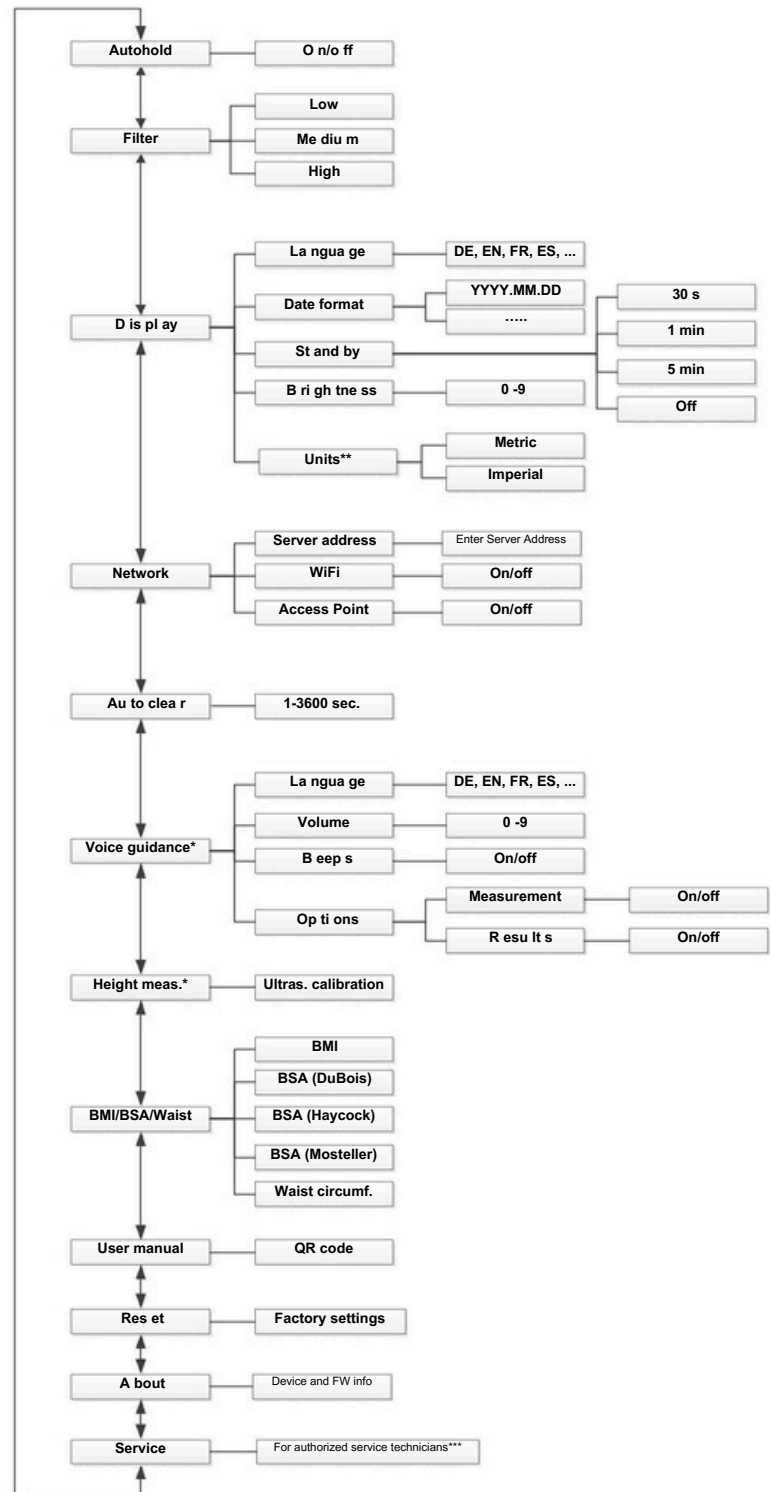 Autohold
O n/o ff
Filter
Low
Me diu m
High
D is pl ay
La ngua ge
DE, EN, FR, ES, ...
Date format
YYYY.MM.DD
.....
St and by
30 s
1 min
5 min
Off
B ri gh tne ss
0 -9
Units**
Metric
Imperial
Network
Server address
Enter Server Address
WiFi
On/off
Access Point
On/off
Au to clea r
1-3600 sec.
Voice guidance*
La ngua ge
DE, EN, FR, ES, ...
Volume
0 -9
B eep s
On/off
Op ti ons
Measurement
On/off
R esu lt s
On/off
Height meas.*
Ultras. calibration
BMI/BSA/Waist
BMI
BSA (DuBois)
BSA (Haycock)
BSA (Mosteller)
Waist circumf.
User manual
QR code
Res et
Factory settings
A bout
Device and FW info
Service
For authorized service technicians***